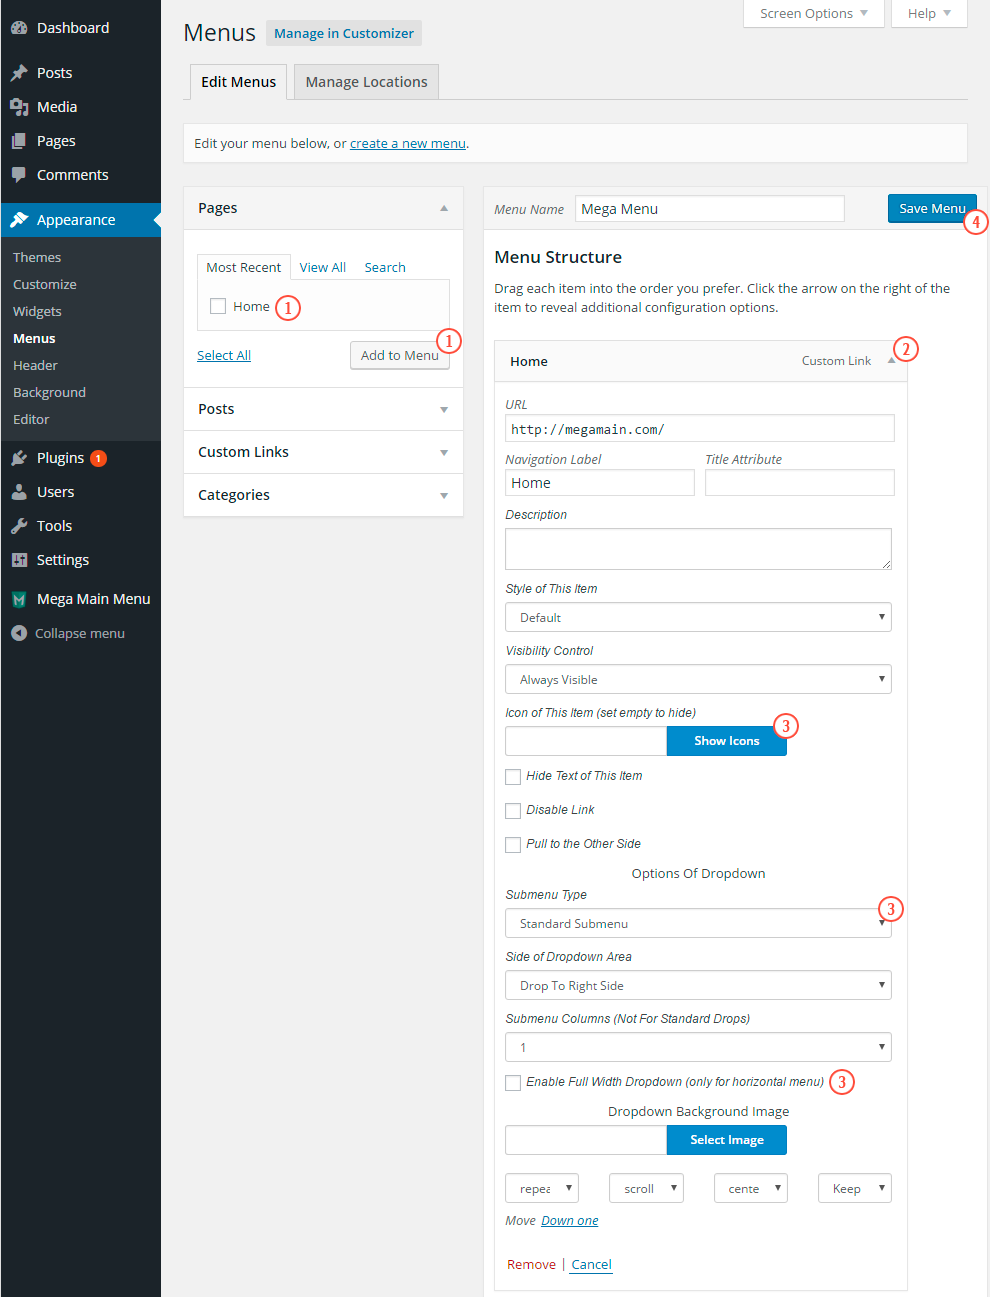 Dashboard
Posts
Media
Pages
Comments
Appearance
Themes
Customize
Widgets
Menus
Header
Background
Editor
Plugins 1
Users
Tools
Settings
Mega Main Menu
Collapse menu
Screen Options
Help
Menus Manage in Customizer
Edit Menus Manage Locations
Edit your menu below, or create a new menu.
Pages
Most Recent View All Search
Home 1
Select All Add to Menu 1
Posts
Custom Links
Categories
Menu Name Mega Menu Save Menu 4
Menu Structure
Drag each item into the order you prefer. Click the arrow on the right of the
item to reveal additional configuration options.
Home Custom Link 2
URL
http://megamain.com/
Navigation Label Title Attribute
Home
Description
Style of This Item
Default
Visibility Control
Always Visible
Icon of This Item (set empty to hide)
Show Icons 3
Hide Text of This Item
Disable Link
Pull to the Other Side
Options Of Dropdown
Submenu Type
Standard Submenu 3
Side of Dropdown Area
Drop To Right Side
Submenu Columns (Not For Standard Drops)
1
Enable Full Width Dropdown (only for horizontal menu) 3
Dropdown Background Image
Select Image
repea scroll cente Keep
Move Down one
Remove | Cancel